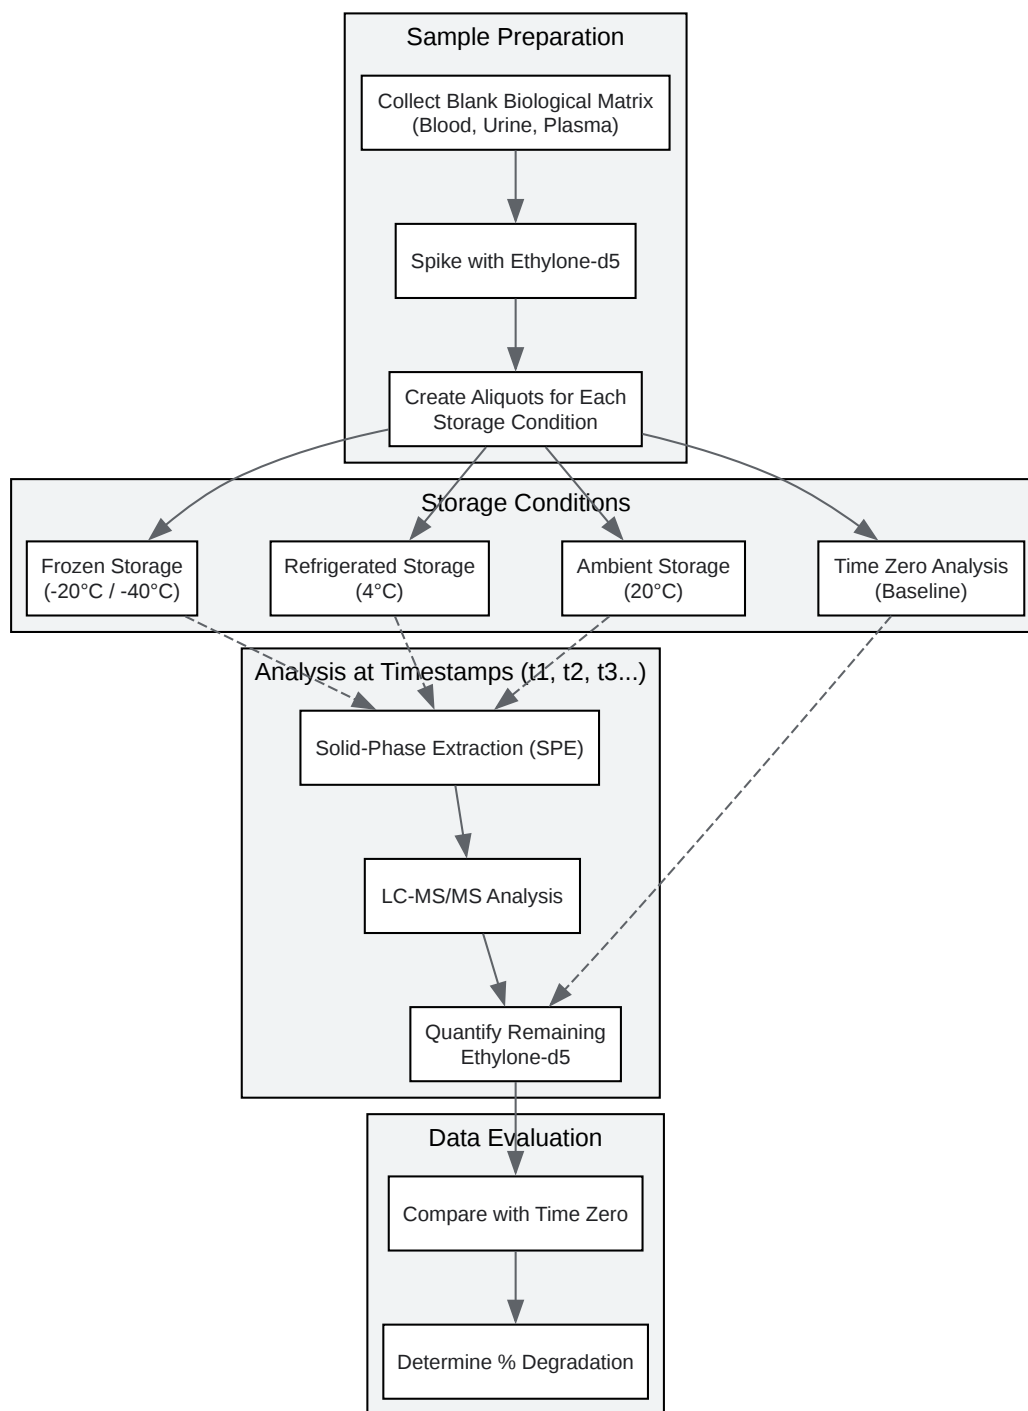 Sample Preparation
Collect Blank Biological Matrix
(Blood, Urine, Plasma)
Spike with Ethylone-d5
Create Aliquots for Each
Storage Condition
Storage Conditions
Frozen Storage
(-20°C / -40°C)
Refrigerated Storage
(4°C)
Ambient Storage
(20°C)
Time Zero Analysis
(Baseline)
Analysis at Timestamps (t1, t2, t3...)
Solid-Phase Extraction (SPE)
LC-MS/MS Analysis
Quantify Remaining
Ethylone-d5
Data Evaluation
Compare with Time Zero
Determine % Degradation